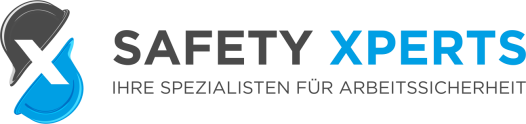 X
SAFETY XPERTS
IHRE SPEZIALISTEN FÜR ARBEITSSICHERHEIT